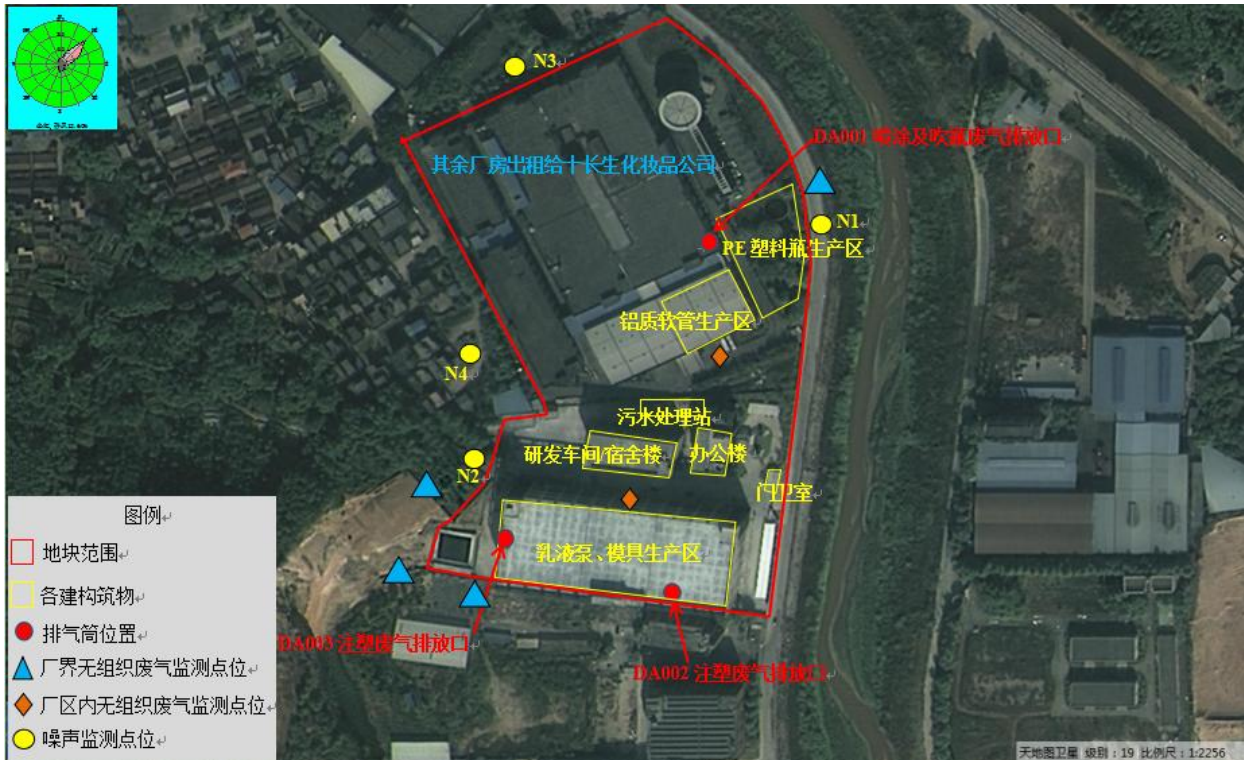 N3
DA001 喷涂及吹瓶废气排放口
其余厂房出租给十长生化妆品公司
N1
PE 塑料瓶生产区
铝质软管生产区
N4
污水处理站
研发车间/宿舍楼
办公楼
N2
门卫室
乳液泵、模具生产区
DA003 注塑废气排放口
DA002 注塑废气排放口
图例
地块范围
各建构筑物
排气筒位置
厂界无组织废气监测点位
厂区内无组织废气监测点位
噪声监测点位
天地图卫星 级别：19 比例尺：1:2256